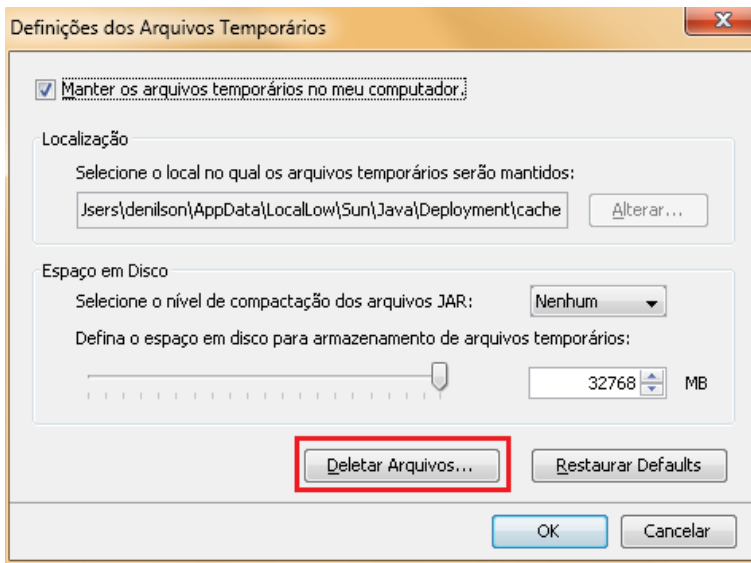 Definições dos Arquivos Temporários
Manter os arquivos temporários no meu computador.
Localização
Selecione o local no qual os arquivos temporários serão mantidos:
Jsers\denilson\AppData\LocalLow\Sun\Java\Deployment\cache Alterar...
Espaço em Disco
Selecione o nível de compactação dos arquivos JAR: Nenhum
Defina o espaço em disco para armazenamento de arquivos temporários:
32768 MB
Deletar Arquivos... Restaurar Defaults
OK Cancelar